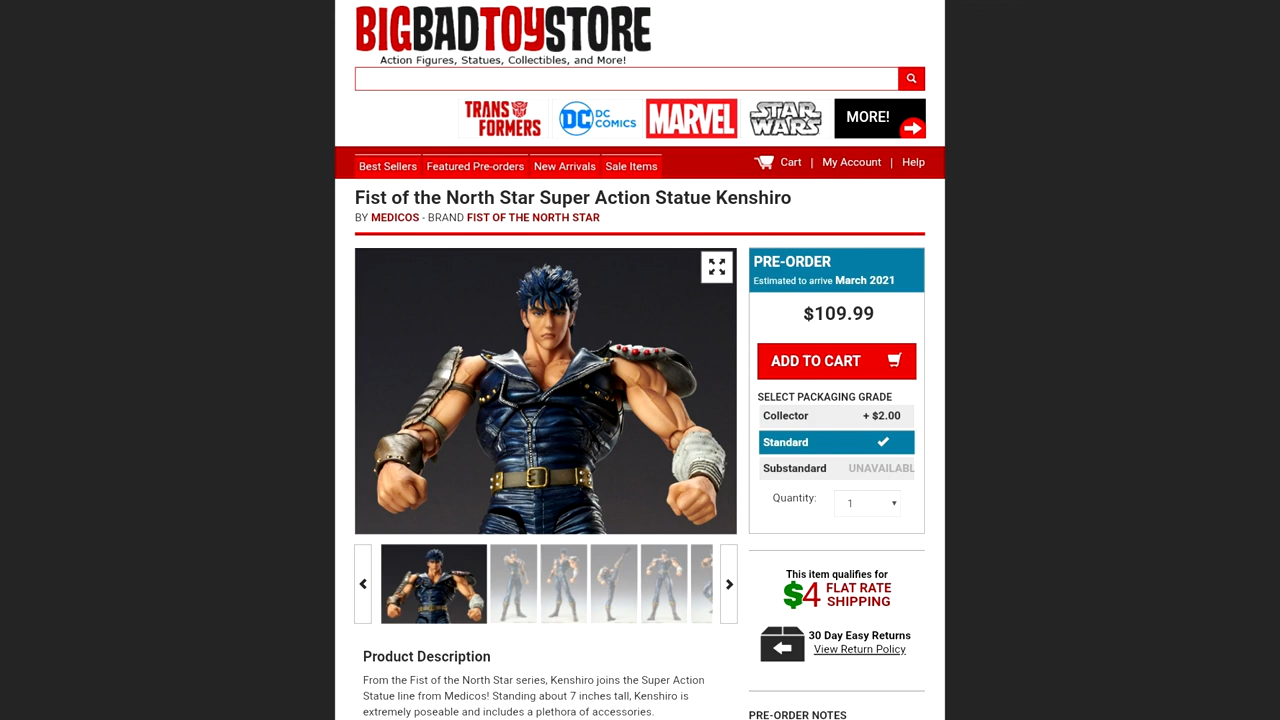 BIGBADTOYSTORE
Action Figures, Statues, Collectibles, and More!
TRANSFORMERS
DC
DC COMICS
MARVEL
STAR WARS
MORE!
Best Sellers
Featured Pre-orders
New Arrivals
Sale Items
Cart | My Account | Help
Fist of the North Star Super Action Statue Kenshiro
BY MEDICOS - BRAND FIST OF THE NORTH STAR
PRE-ORDER
Estimated to arrive March 2021
$109.99
ADD TO CART
SELECT PACKAGING GRADE
Collector + $2.00
Standard
Substandard UNAVAILABL
Quantity: 1
This item qualifies for
$4 FLAT RATE
SHIPPING
30 Day Easy Returns
View Return Policy
Product Description
From the Fist of the North Star series, Kenshiro joins the Super Action
Statue line from Medicos! Standing about 7 inches tall, Kenshiro is
extremely poseable and includes a plethora of accessories.
PRE-ORDER NOTES